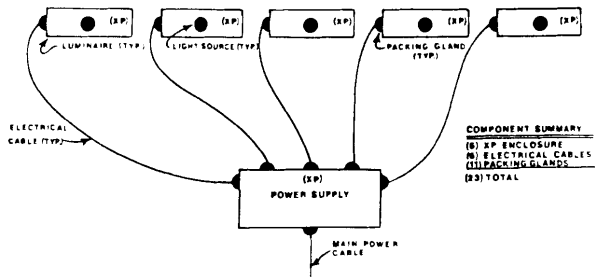 (XP) (XP) (XP) (XP) (XP)
LUMINAIRE (TYP)
LIGHT SOURCE (TYP)
PACKING GLAND
(TYP.)
ELECTRICAL
CABLE (TYP)
COMPONENT SUMMARY
(6) XP ENCLOSURE
(6) ELECTRICAL CABLES
(11) PACKING GLANDS
(23) TOTAL
(XP)
POWER SUPPLY
MAIN POWER
CABLE